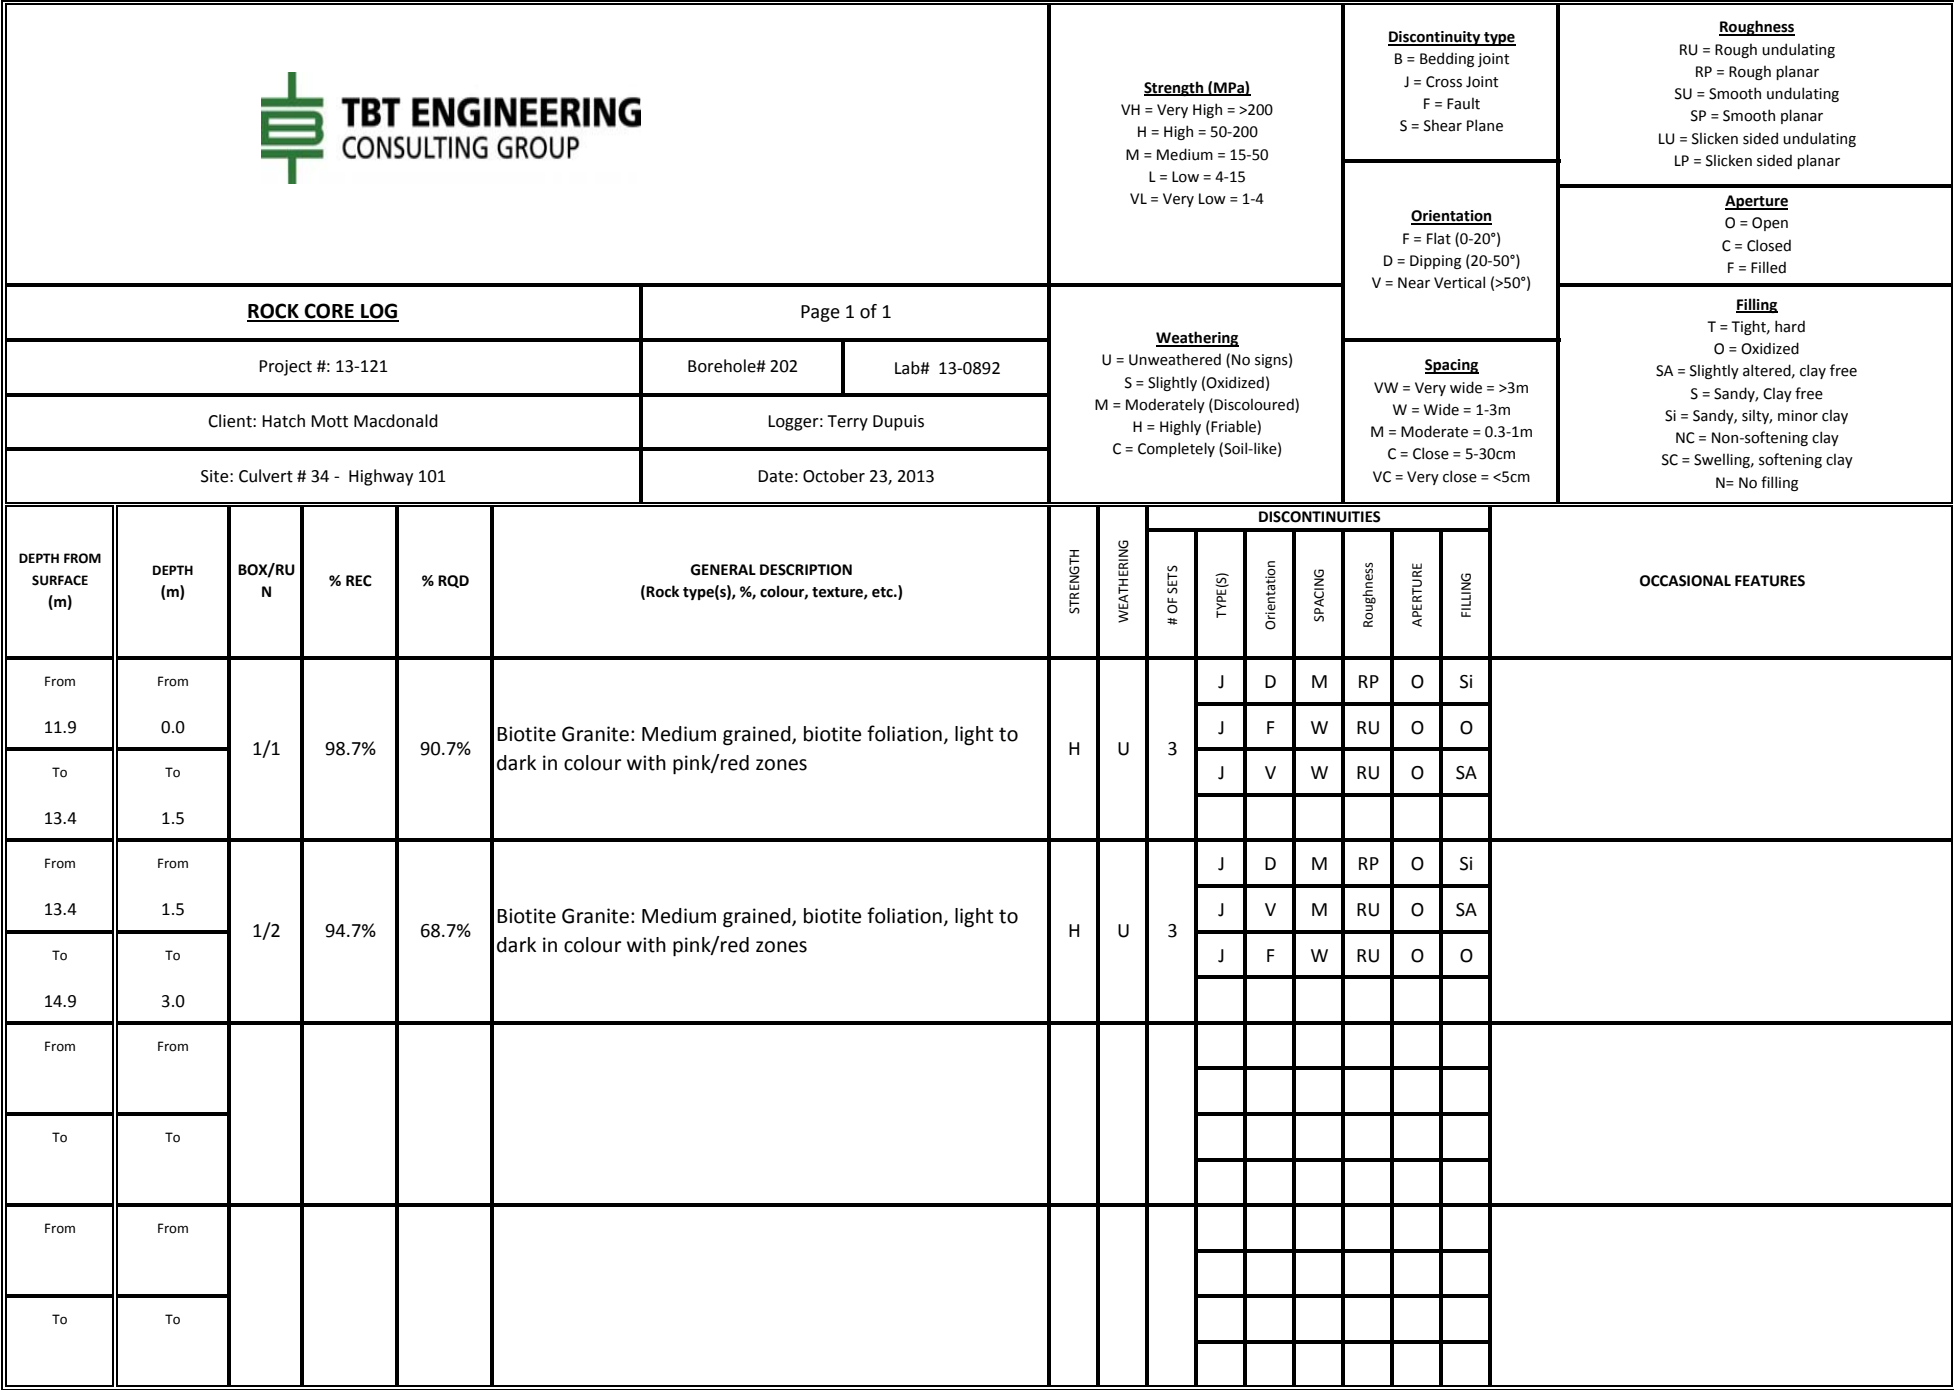 TBT ENGINEERING
CONSULTING GROUP
Strength (MPa)
VH = Very High = >200
H = High = 50-200
M = Medium = 15-50
L = Low = 4-15
VL = Very Low = 1-4
Discontinuity type
B = Bedding joint
J = Cross Joint
F = Fault
S = Shear Plane
Orientation
F = Flat (0-20°)
D = Dipping (20-50°)
V = Near Vertical (>50°)
Roughness
RU = Rough undulating
RP = Rough planar
SU = Smooth undulating
SP = Smooth planar
LU = Slicken sided undulating
LP = Slicken sided planar
Aperture
O = Open
C = Closed
F = Filled
ROCK CORE LOG
Page 1 of 1
Project #: 13-121
Borehole# 202
Lab# 13-0892
Client: Hatch Mott Macdonald
Logger: Terry Dupuis
Site: Culvert # 34 - Highway 101
Date: October 23, 2013
Weathering
U = Unweathered (No signs)
S = Slightly (Oxidized)
M = Moderately (Discoloured)
H = Highly (Friable)
C = Completely (Soil-like)
Spacing
VW = Very wide = >3m
W = Wide = 1-3m
M = Moderate = 0.3-1m
C = Close = 5-30cm
VC = Very close = <5cm
Filling
T = Tight, hard
O = Oxidized
SA = Slightly altered, clay free
S = Sandy, Clay free
Si = Sandy, silty, minor clay
NC = Non-softening clay
SC = Swelling, softening clay
N= No filling
DEPTH FROM
SURFACE
(m)
DEPTH
(m)
BOX/RU
N
% REC
% RQD
GENERAL DESCRIPTION
(Rock type(s), %, colour, texture, etc.)
STRENGTH
WEATHERING
DISCONTINUITIES
# OF SETS
TYPE(S)
Orientation
SPACING
Roughness
APERTURE
FILLING
OCCASIONAL FEATURES
From
11.9
To
13.4
From
0.0
To
1.5
1/1
98.7%
90.7%
Biotite Granite: Medium grained, biotite foliation, light to
dark in colour with pink/red zones
H
U
3
J D M RP O Si
J F W RU O O
J V W RU O SA
From
13.4
To
14.9
From
1.5
To
3.0
1/2
94.7%
68.7%
Biotite Granite: Medium grained, biotite foliation, light to
dark in colour with pink/red zones
H
U
3
J D M RP O Si
J V M RU O SA
J F W RU O O
From
To
From
To
From
To
From
To